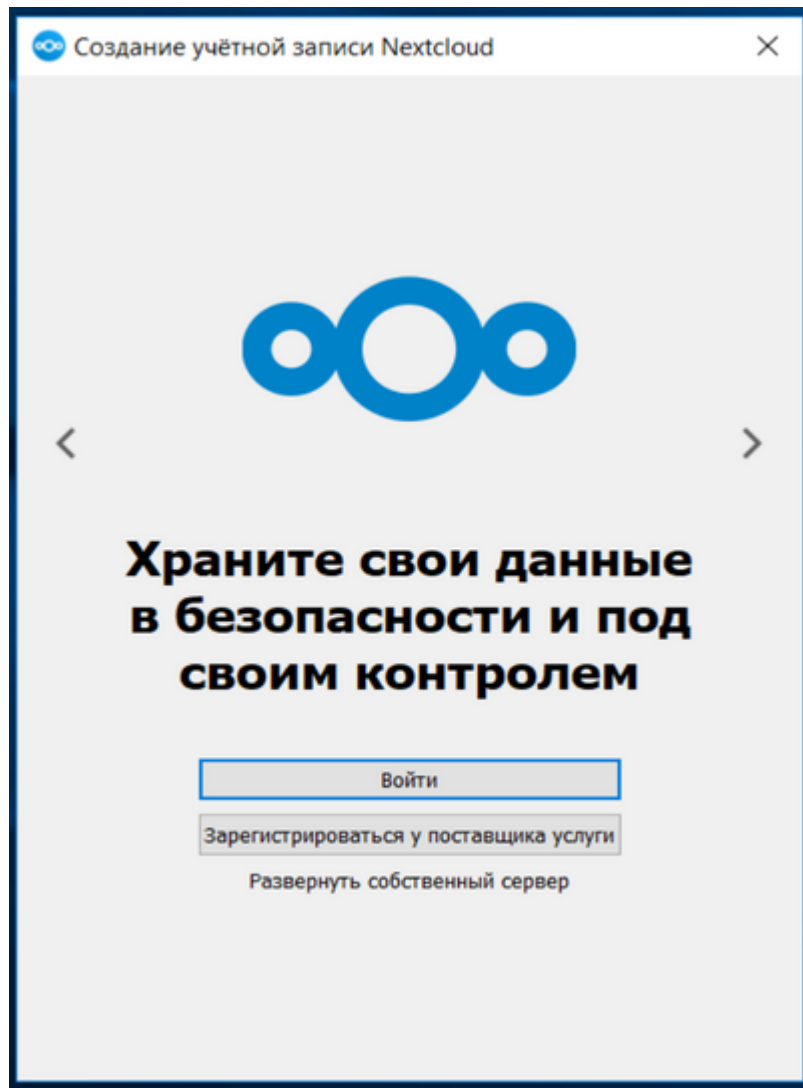 Создание учётной записи Nextcloud
Храните свои данные
в безопасности и под
своим контролем
Войти
Зарегистрироваться у поставщика услуги
Развернуть собственный сервер